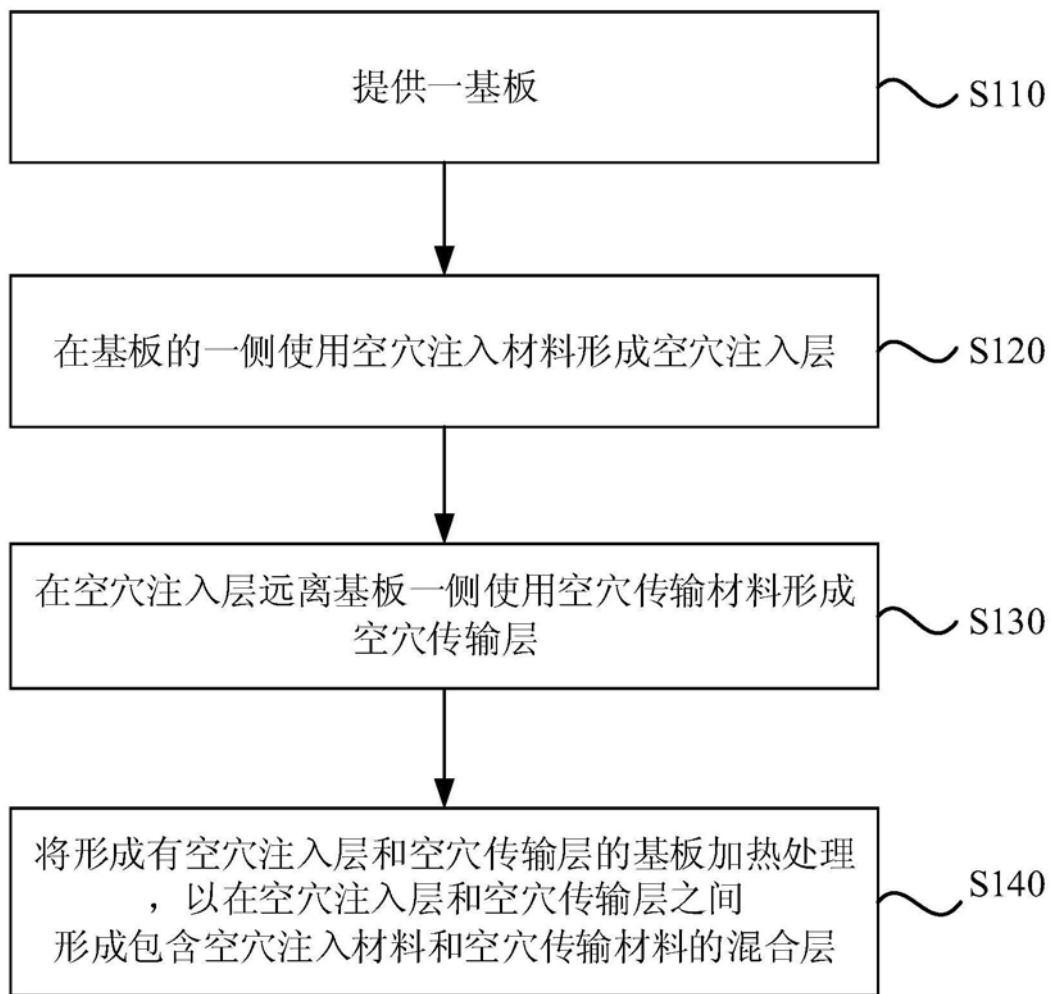 提供一基板
S110
在基板的一侧使用空穴注入材料形成空穴注入层
S120
在空穴注入层远离基板一侧使用空穴传输材料形成
空穴传输层
S130
将形成有空穴注入层和空穴传输层的基板加热处理
，以在空穴注入层和空穴传输层之间
形成包含空穴注入材料和空穴传输材料的混合层
S140